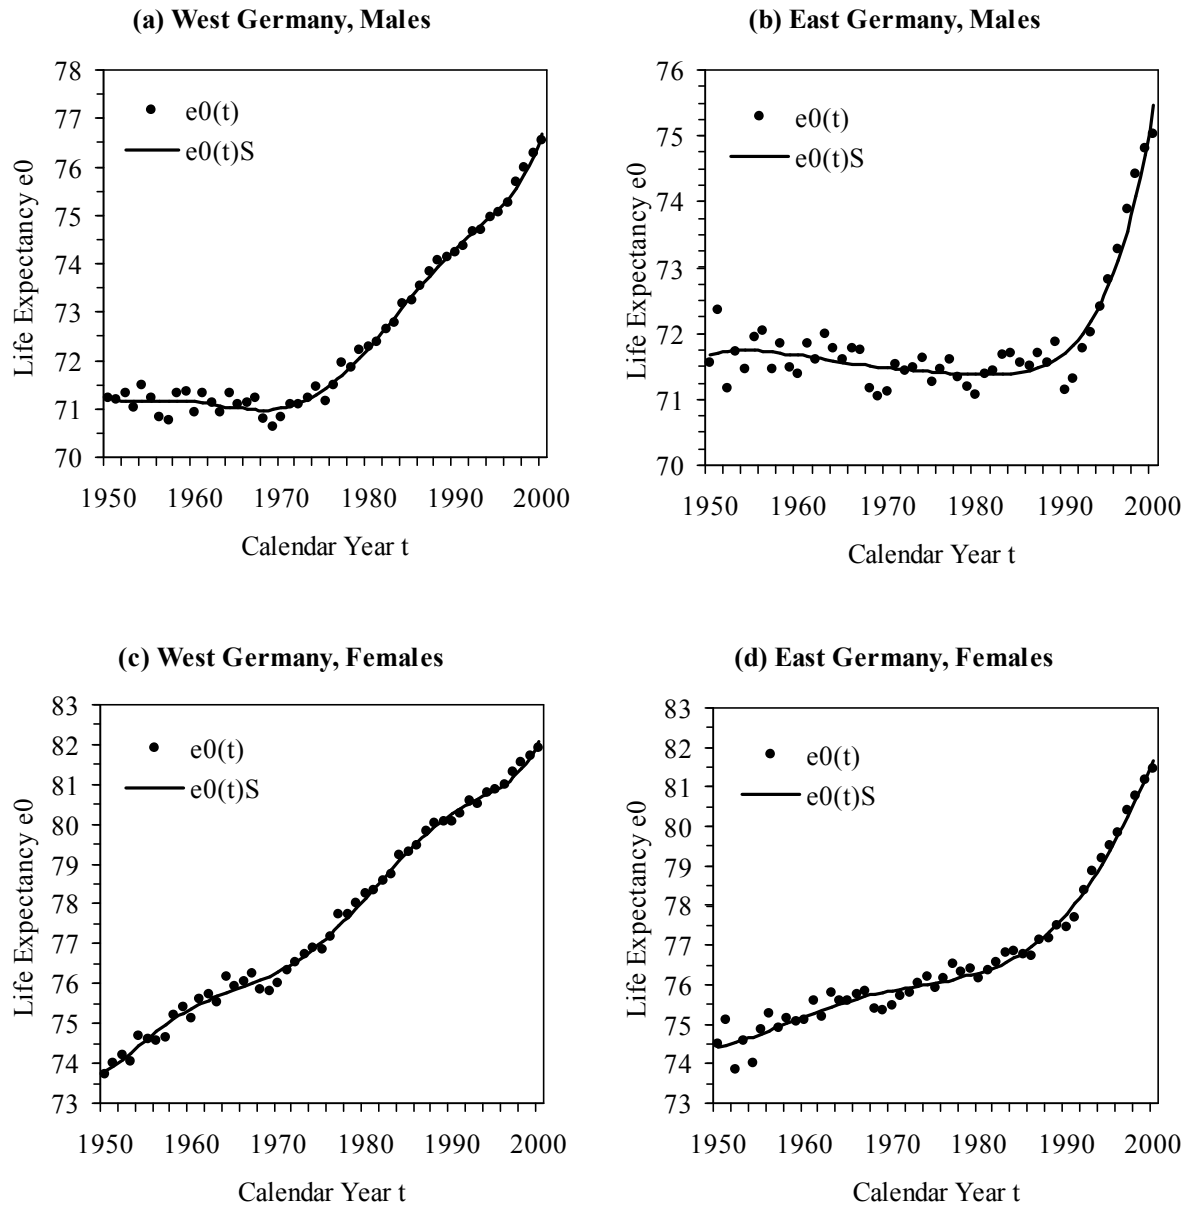 (a) West Germany, Males
78
77
76
75
74
73
72
71
70
Life Expectancy e0
e0(t)
e0(t)S
1950 1960 1970 1980 1990 2000
Calendar Year t
(b) East Germany, Males
76
75
74
73
72
71
70
Life Expectancy e0
e0(t)
e0(t)S
1950 1960 1970 1980 1990 2000
Calendar Year t
(c) West Germany, Females
83
82
81
80
79
78
77
76
75
74
73
Life Expectancy e0
e0(t)
e0(t)S
1950 1960 1970 1980 1990 2000
Calendar Year t
(d) East Germany, Females
83
82
81
80
79
78
77
76
75
74
73
Life Expectancy e0
e0(t)
e0(t)S
1950 1960 1970 1980 1990 2000
Calendar Year t